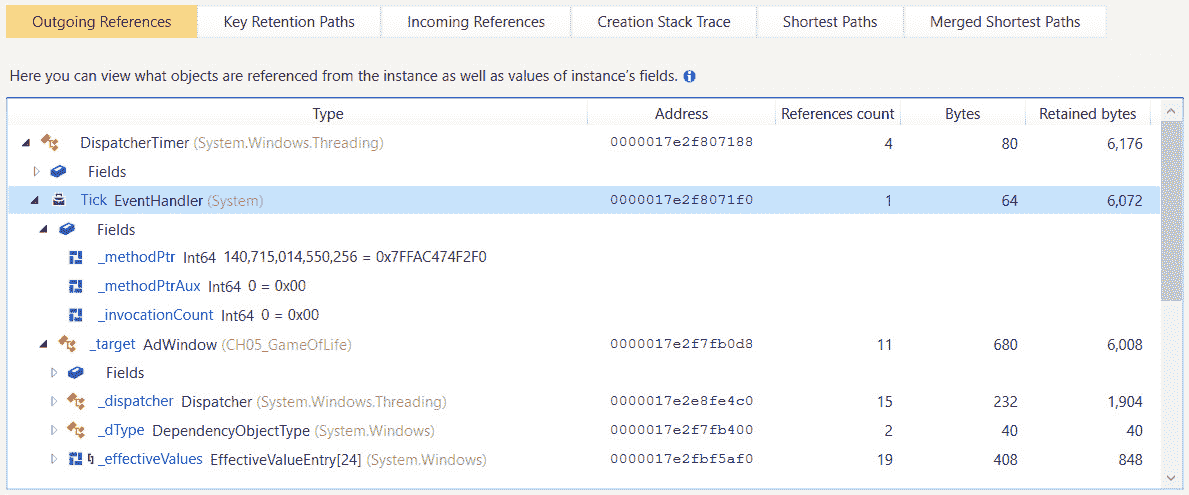 Outgoing References Key Retention Paths Incoming References Creation Stack Trace Shortest Paths Merged Shortest Paths
Here you can view what objects are referenced from the instance as well as values of instance's fields.
Type Address References count Bytes Retained bytes
DispatcherTimer (System.Windows.Threading) 0000017e2f807188 4 80 6,176
Fields
Tick EventHandler (System) 0000017e2f8071f0 1 64 6,072
Fields
_methodPtr Int64 140,715,014,550,256 = 0x7FFAC474F2F0
_methodPtrAux Int64 0 = 0x00
_invocationCount Int64 0 = 0x00
_target AdWindow (CH05_GameOfLife) 0000017e2f7fb0d8 11 680 6,008
Fields
_dispatcher Dispatcher (System.Windows.Threading) 0000017e2e8fe4c0 15 232 1,904
_dType DependencyObjectType (System.Windows) 0000017e2f7fb400 2 40 40
_effectiveValues EffectiveValueEntry[24] (System.Windows) 0000017e2fbf5af0 19 408 848